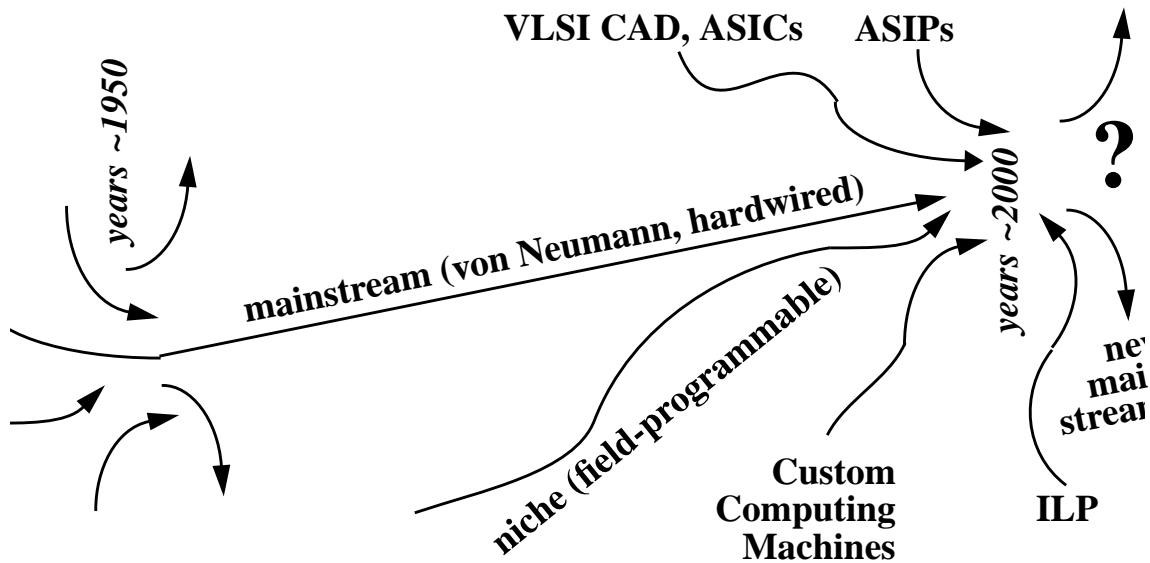 VLSI CAD, ASICs
ASIPs
years ~1950
?
years ~2000
mainstream (von Neumann, hardwired)
niche (field-programmable)
Custom
Computing
Machines
ILP